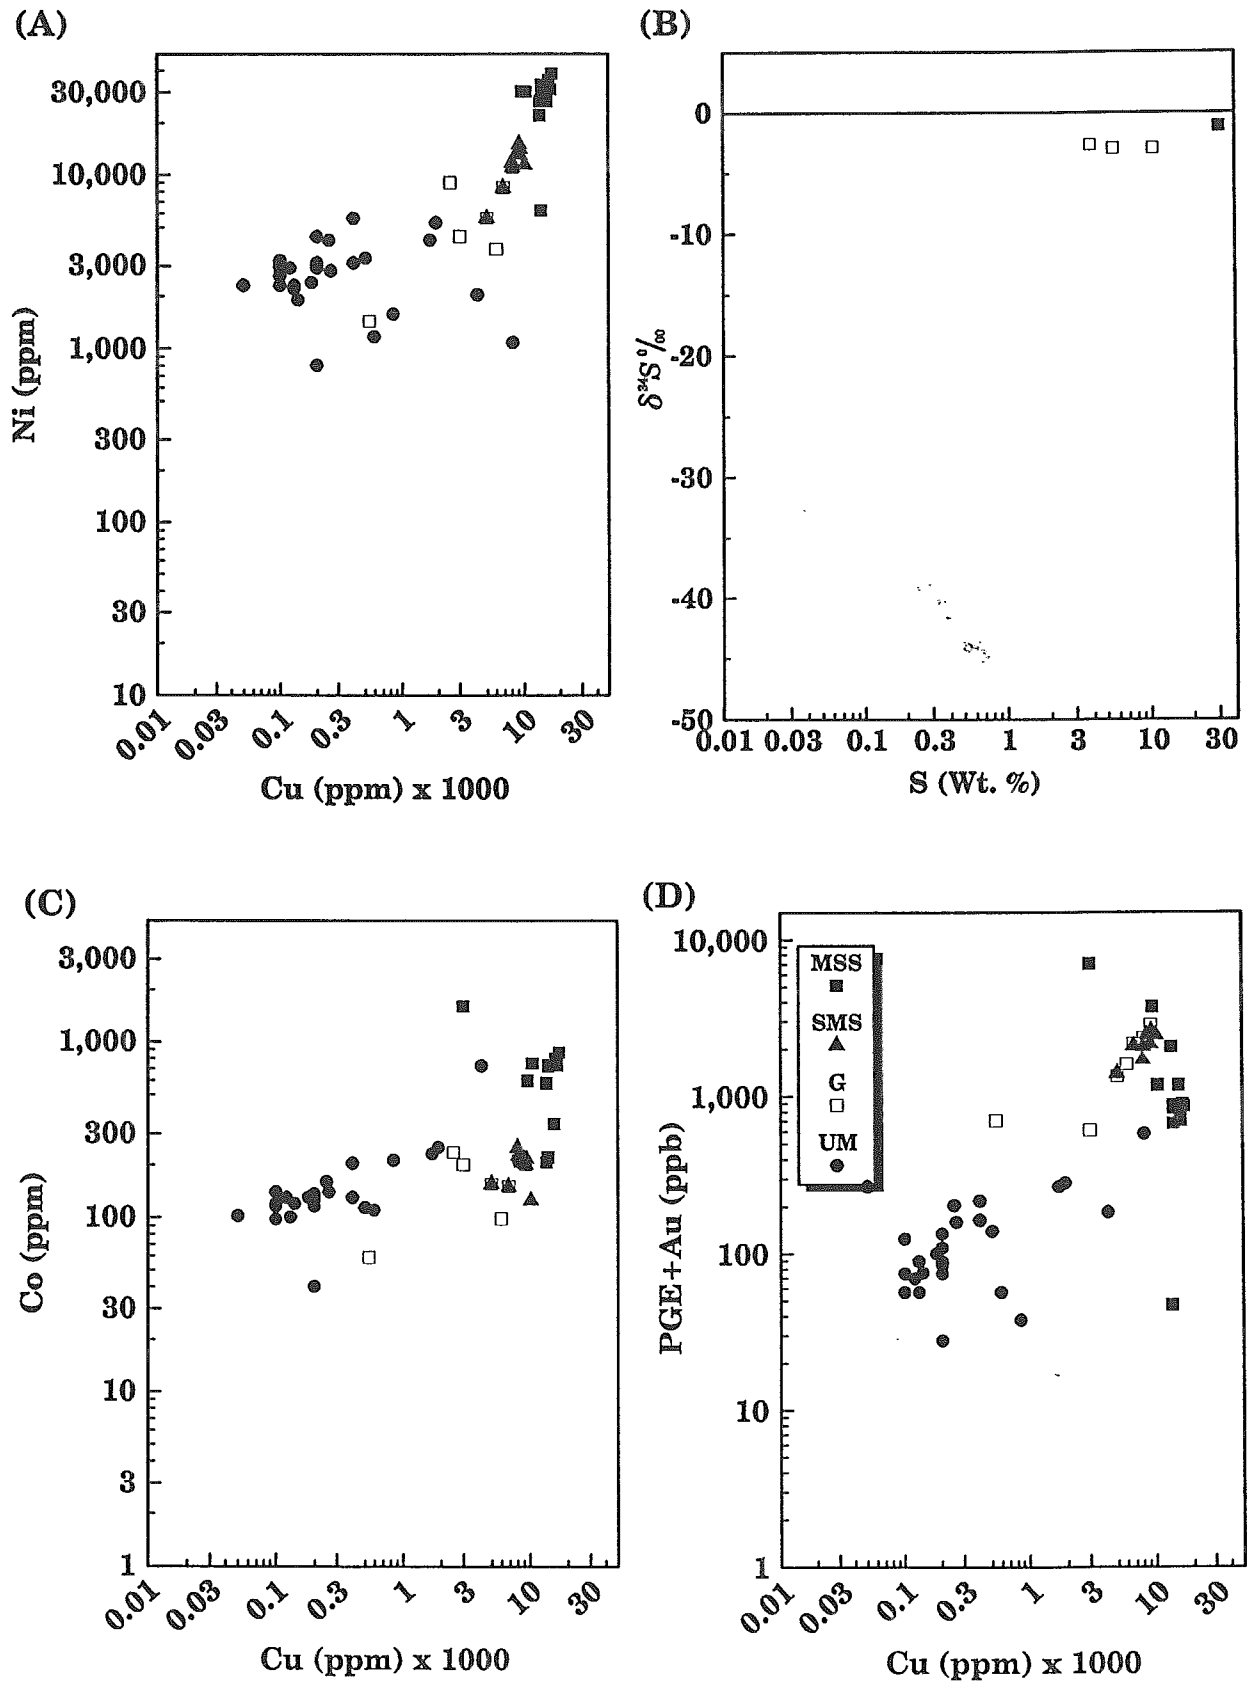 (A)
30,000
10,000
3,000
1,000
300
100
30
10
Ni (ppm)
0.01 0.03 0.1 0.3 1 3 10 30
Cu (ppm) x 1000
(B)
0
-10
-20
-30
-40
-50
δ³⁴S‰
0.01 0.03 0.1 0.3 1 3 10 30
S (Wt. %)
(C)
3,000
1,000
300
100
30
10
3
1
Co (ppm)
0.01 0.03 0.1 0.3 1 3 10 30
Cu (ppm) x 1000
(D)
10,000
1,000
100
10
1
PGE+Au (ppb)
MSS
SMS
G
UM
0.01 0.03 0.1 0.3 1 3 10 30
Cu (ppm) x 1000